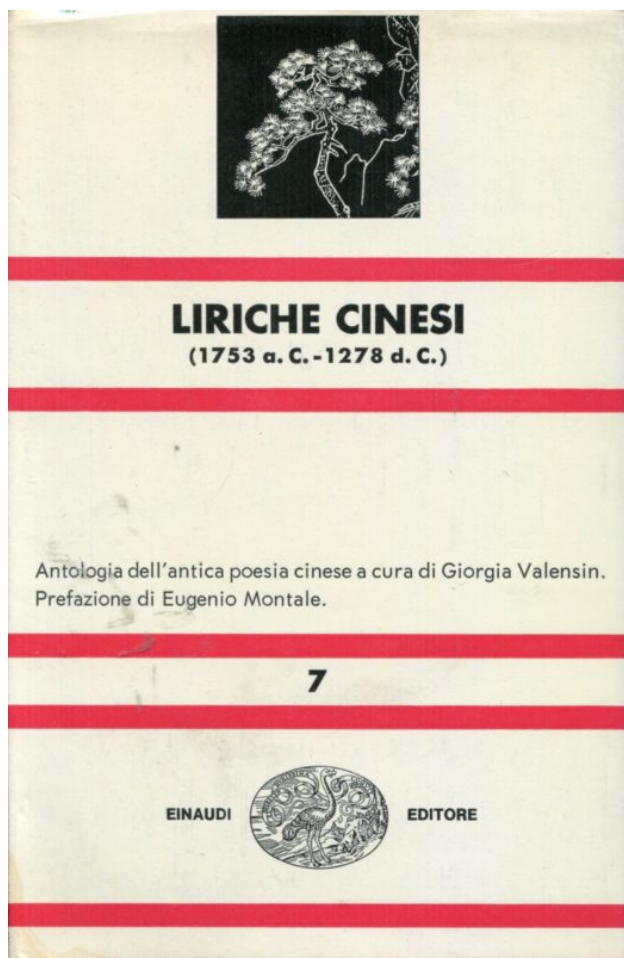 LIRICHE CINESI
(1753 a. C. - 1278 d. C.)
Antologia dell'antica poesia cinese a cura di Giorgia Valensin.
Prefazione di Eugenio Montale.
7
EINAUDI EDITORE